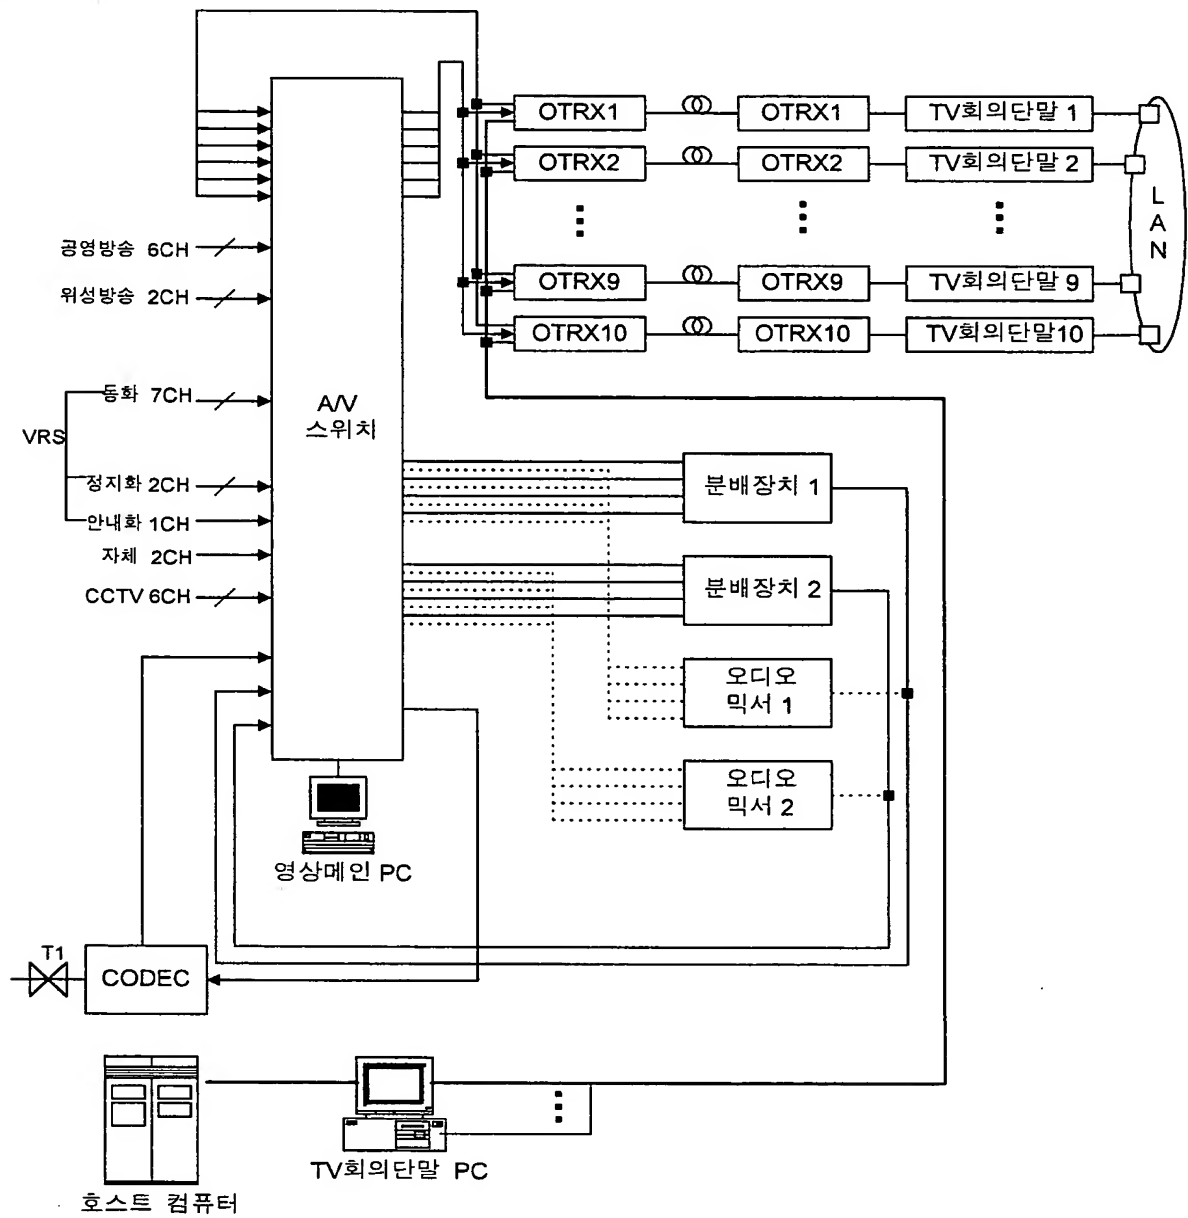 OTRX1 OTRX1 TV회의단말 1
OTRX2 OTRX2 TV회의단말 2
L
A
N
OTRX9 OTRX9 TV회의단말 9
OTRX10 OTRX10 TV회의단말10
공영방송 6CH
위성방송 2CH
동화 7CH
VRS
정지화 2CH
안내화 1CH
자체 2CH
CCTV 6CH
A/V
스위치
분배장치 1
분배장치 2
오디오
믹서 1
오디오
믹서 2
영상메인 PC
T1
CODEC
TV회의단말 PC
호스트 컴퓨터